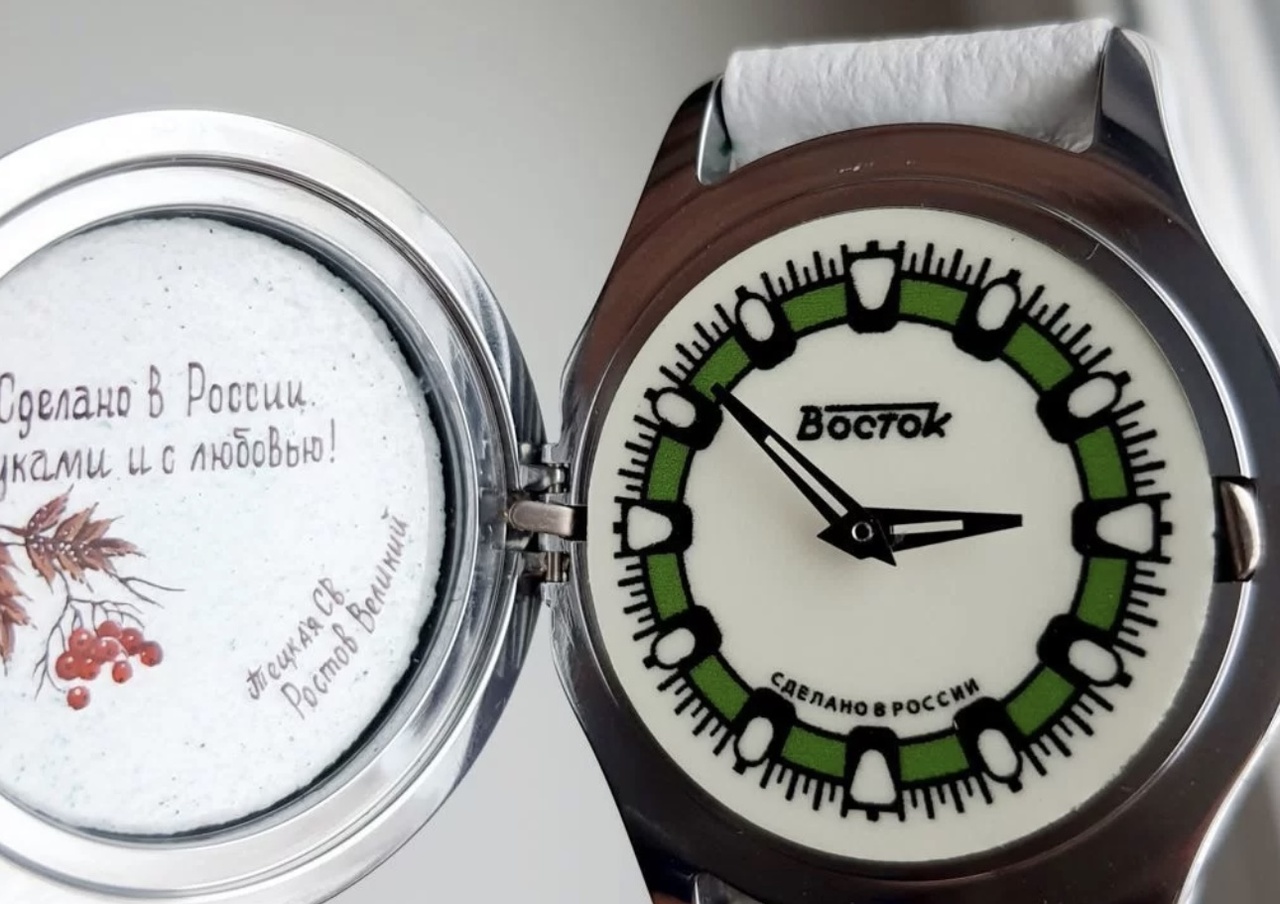 Сделано в России.
и с любовью!
Ростов Великий
Восток
СДЕЛАНО В РОССИИ